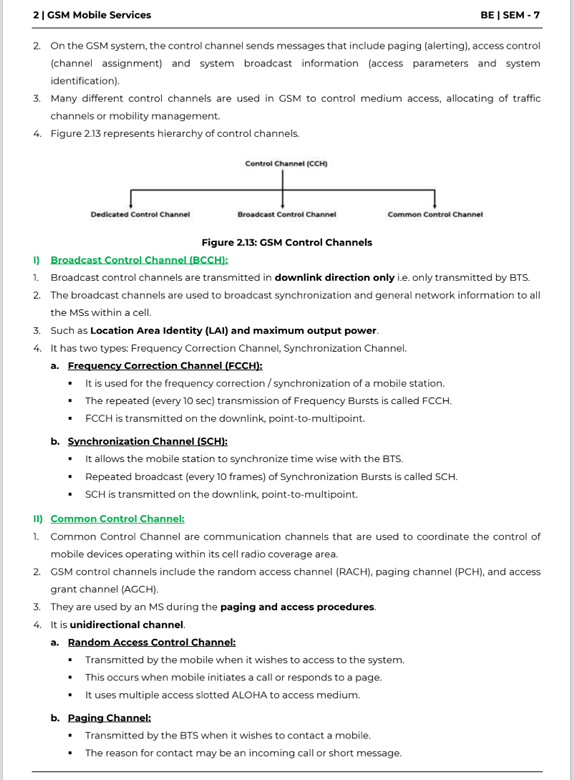 2 | GSM Mobile Services BE | SEM - 7
2. On the GSM system, the control channel sends messages that include paging (alerting), access control
(channel assignment) and system broadcast information (access parameters and system
identification).
3. Many different control channels are used in GSM to control medium access, allocating of traffic
channels or mobility management.
4. Figure 2.13 represents hierarchy of control channels.
Control Channel (CCH)
Dedicated Control Channel Broadcast Control Channel Common Control Channel
Figure 2.13: GSM Control Channels
I) Broadcast Control Channel (BCCH):
1. Broadcast control channels are transmitted in downlink direction only i.e. only transmitted by BTS.
2. The broadcast channels are used to broadcast synchronization and general network information to all
the MSs within a cell.
3. Such as Location Area Identity (LAI) and maximum output power.
4. It has two types: Frequency Correction Channel, Synchronization Channel.
a. Frequency Correction Channel (FCCH):
▪ It is used for the frequency correction / synchronization of a mobile station.
▪ The repeated (every 10 sec) transmission of Frequency Bursts is called FCCH.
▪ FCCH is transmitted on the downlink, point-to-multipoint.
b. Synchronization Channel (SCH):
▪ It allows the mobile station to synchronize time wise with the BTS.
▪ Repeated broadcast (every 10 frames) of Synchronization Bursts is called SCH.
▪ SCH is transmitted on the downlink, point-to-multipoint.
II) Common Control Channel:
1. Common Control Channel are communication channels that are used to coordinate the control of
mobile devices operating within its cell radio coverage area.
2. GSM control channels include the random access channel (RACH), paging channel (PCH), and access
grant channel (AGCH).
3. They are used by an MS during the paging and access procedures.
4. It is unidirectional channel.
a. Random Access Control Channel:
▪ Transmitted by the mobile when it wishes to access to the system.
▪ This occurs when mobile initiates a call or responds to a page.
▪ It uses multiple access slotted ALOHA to access medium.
b. Paging Channel:
▪ Transmitted by the BTS when it wishes to contact a mobile.
▪ The reason for contact may be an incoming call or short message.